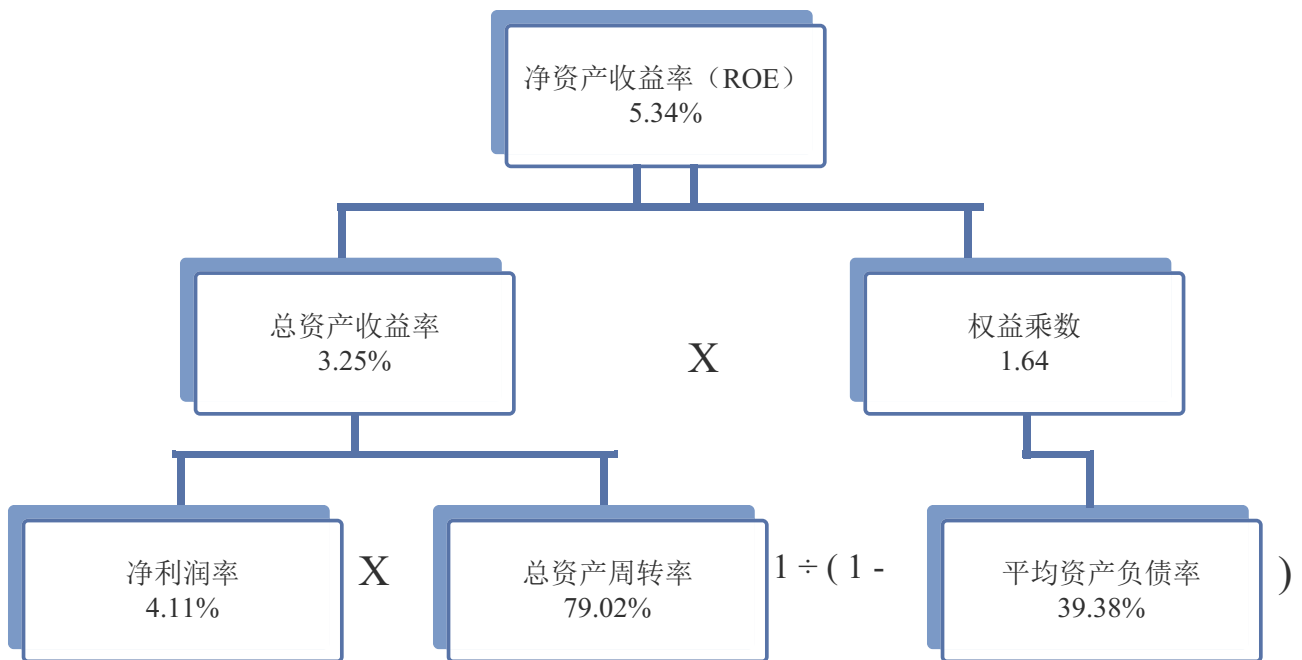 净资产收益率（ROE）
5.34%
总资产收益率
3.25%
X
权益乘数
1.64
净利润率
4.11%
X
总资产周转率
79.02%
1 ÷ ( 1 -
平均资产负债率
39.38%
)